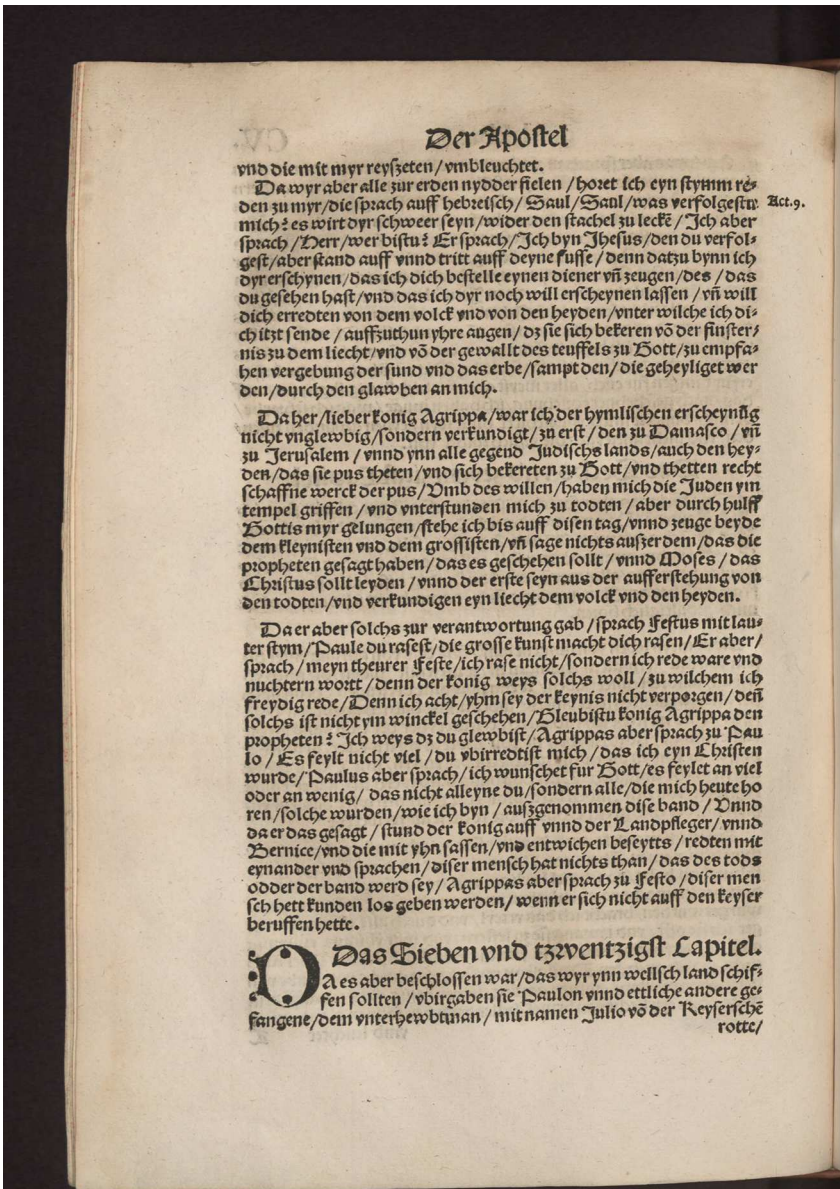 Der Apostel
vnd die mit myr reyszeten/vmbleuchtet.
Da wyr aber alle zur erden nydder fielen/horet ich eyn stymm re⸗
den zu myr/die sprach auff hebreisch/Saul/Saul/was verfolgestu
Act.9.
mich? es wirt dyr schweer seyn/wider den stachel zu leckē/Ich aber
sprach/Herr/wer bistu? Er sprach/Ich byn Jhesus/den du verfol⸗
gest/aber stand auff vnnd tritt auff deyne fusse/denn datzu bynn ich
dyr erschynen/das ich dich bestelle eynen diener vñ zeugen/des/das
du gesehen hast/vnd das ich dyr noch will erscheynen lassen/vñ will
dich erredten von dem volck vnd von den heyden/vnter wilche ich di⸗
ch itzt sende/auffzuthun yhre augen/dz sie sich bekeren vō der finster⸗
nis zu dem liecht/vnd vō der gewallt des teuffels zu Gott/zu empfa⸗
hen vergebung der sund vnd das erbe/sampt den/die geheyliget wer
den/durch den glawben an mich.
Da her/lieber konig Agrippa/war ich der hymlischen erscheynūg
nicht vnglewbig/sondern verkundigt/zu erst/den zu Damasco/vñ
zu Jerusalem/vnnd ynn alle gegend Judischs lands/auch den hey⸗
den/das sie pus theten/vnd sich bekereten zu Gott/vnd thetten recht
schaffne werck der pus/Vmb des willen/haben mich die Juden ym
tempel griffen/vnd vnterstunden mich zu todten/aber durch hulff
Gottis myr gelungen/stehe ich bis auff disen tag/vnnd zeuge beyde
dem kleynisten vnd dem grossisten/vñ sage nichts auszer dem/das die
propheten gesagt haben/das es geschehen sollt/vnnd Moses/das
Christus sollt leyden/vnnd der erste seyn aus der aufferstehung von
den todten/vnd verkundigen eyn liecht dem volck vnd den heyden.
Da er aber solchs zur verantwortung gab/sprach Festus mit lau⸗
ter stym/Paule du rasest/die grosse kunst macht dich rasen/Er aber/
sprach/meyn theurer Feste/ich rase nicht/sondern ich rede ware vnd
nuchtern wortt/denn der konig weys solchs woll/zu wilchem ich
freydig rede/Denn ich acht/yhm sey der keynis nicht verporgen/deñ
solchs ist nicht ym winckel geschehen/Gleubistu konig Agrippa den
propheten? Ich weys dz du glewbist/Agrippas aber sprach zu Pau
lo/Es feylt nicht viel/du vbirredtist mich/das ich eyn Christen
wurde/Paulus aber sprach/ich wunschet fur Gott/es feylet an viel
oder an wenig/das nicht alleyne du/sondern alle/die mich heute ho
ren/solche wurden/wie ich byn/auszgenommen dise band/Vnnd
da er das gesagt/stund der konig auff vnnd der Landpfleger/vnnd
Bernice/vnd die mit yhn sassen/vnd entwichen beseytts/redten mit
eynander vnd sprachen/diser mensch hat nichts than/das des tods
odder der band werd sey/Agrippas aber sprach zu Festo/diser men
sch hett kunden los geben werden/wenn er sich nicht auff den keyser
beruffen hette.
Das Sieben vnd tzwentzigst Capitel.
DA es aber beschlossen war/das wyr ynn wellsch land schif⸗
fen sollten/vbirgaben sie Paulon vnnd ettliche andere ge⸗
fangene/dem vnterhewbtman/mit namen Julio vō der Keyserschē
rotte/